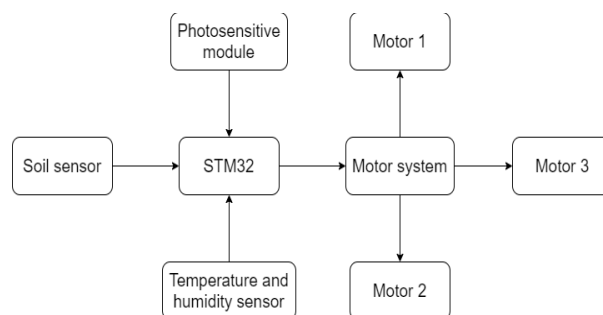 Photosensitive
module
Motor 1
Soil sensor
STM32
Motor system
Motor 3
Temperature and
humidity sensor
Motor 2